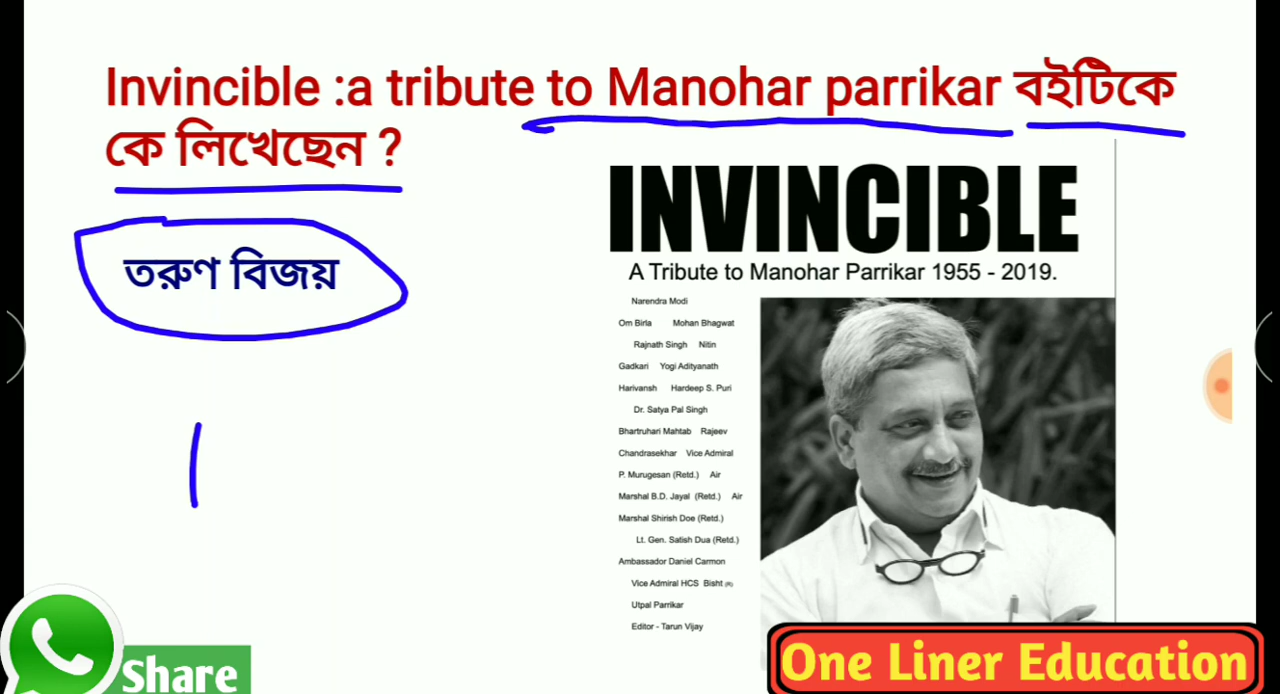 Invincible :a tribute to Manohar parrikar বইটিকে
কে লিখেছেন ?
তরুণ বিজয়
INVINCIBLE
A Tribute to Manohar Parrikar 1955 - 2019.
Narendra Modi
Om Birla Mohan Bhagwat
Rajnath Singh Nitin
Gadkari Yogi Adityanath
Harivansh Hardeep S. Puri
Dr. Satya Pal Singh
Bhartruhari Mahtab Rajeev
Chandrasekhar Vice Admiral
P. Murugesan (Retd.) Air
Marshal B.D. Jayal (Retd.) Air
Marshal Shirish Doe (Retd.)
Lt. Gen. Satish Dua (Retd.)
Ambassador Daniel Carmon
Vice Admiral HCS Bisht (R)
Utpal Parrikar
Editor - Tarun Vijay
Share
One Liner Education